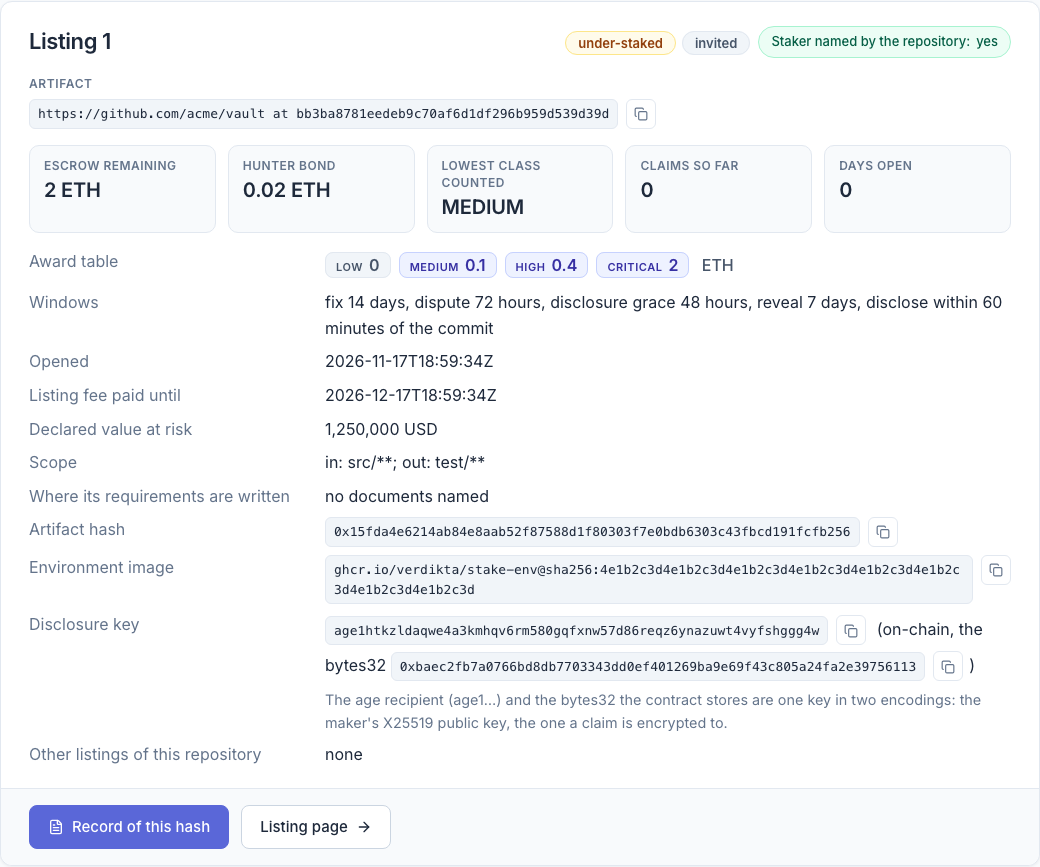 Listing 1
under-staked
invited
Staker named by the repository: yes
ARTIFACT
https://github.com/acme/vault at bb3ba8781eedeb9c70af6d1df296b959d539d39d
ESCROW REMAINING
2 ETH
HUNTER BOND
0.02 ETH
LOWEST CLASS
COUNTED
MEDIUM
CLAIMS SO FAR
0
DAYS OPEN
0
Award table
LOW 0
MEDIUM 0.1
HIGH 0.4
CRITICAL 2
ETH
Windows
fix 14 days, dispute 72 hours, disclosure grace 48 hours, reveal 7 days, disclose within 60
minutes of the commit
Opened
2026-11-17T18:59:34Z
Listing fee paid until
2026-12-17T18:59:34Z
Declared value at risk
1,250,000 USD
Scope
in: src/**; out: test/**
Where its requirements are written
no documents named
Artifact hash
0x15fda4e6214ab84e8aab52f87588d1f80303f7e0bdb6303c43fbcd191fcfb256
Environment image
ghcr.io/verdikta/stake-env@sha256:4e1b2c3d4e1b2c3d4e1b2c3d4e1b2c3d4e1b2c3d4e1b2c
3d4e1b2c3d4e1b2c3d
Disclosure key
age1htkzldaqwe4a3kmhqv6rm580gqfxnw57d86reqz6ynazuwt4vyfshggg4w
(on-chain, the
bytes32 0xbaec2fb7a0766bd8db7703343dd0ef401269ba9e69f43c805a24fa2e39756113 )
The age recipient (age1...) and the bytes32 the contract stores are one key in two encodings: the
maker's X25519 public key, the one a claim is encrypted to.
Other listings of this repository
none
Record of this hash
Listing page →